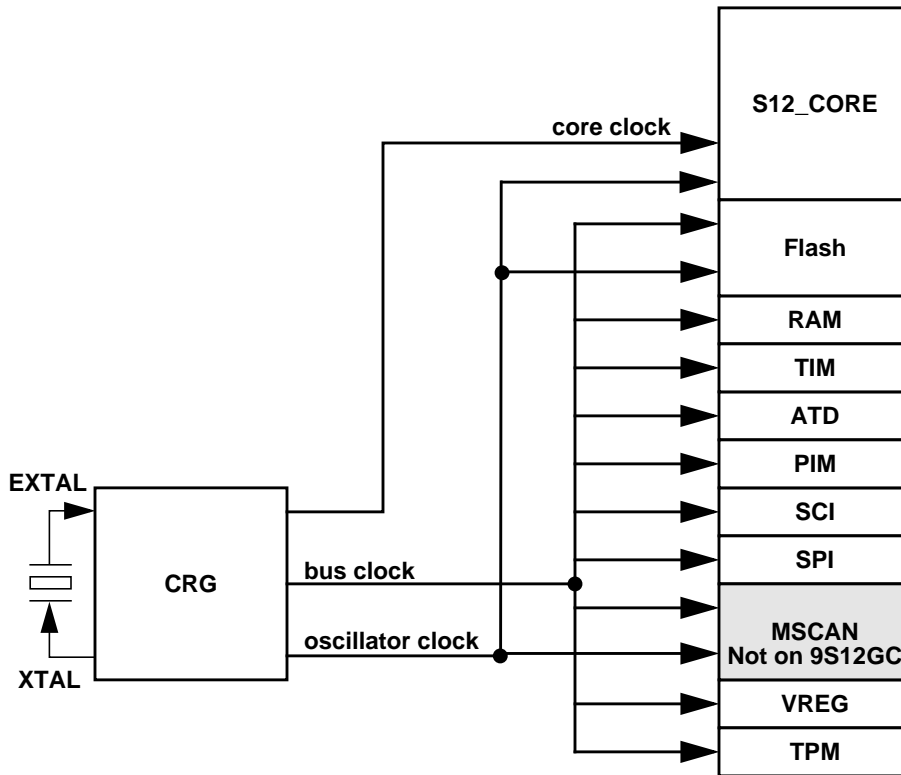 S12_CORE
core clock
Flash
RAM
TIM
ATD
PIM
EXTAL
SCI
SPI
bus clock
CRG
MSCAN
Not on 9S12GC
oscillator clock
XTAL
VREG
TPM